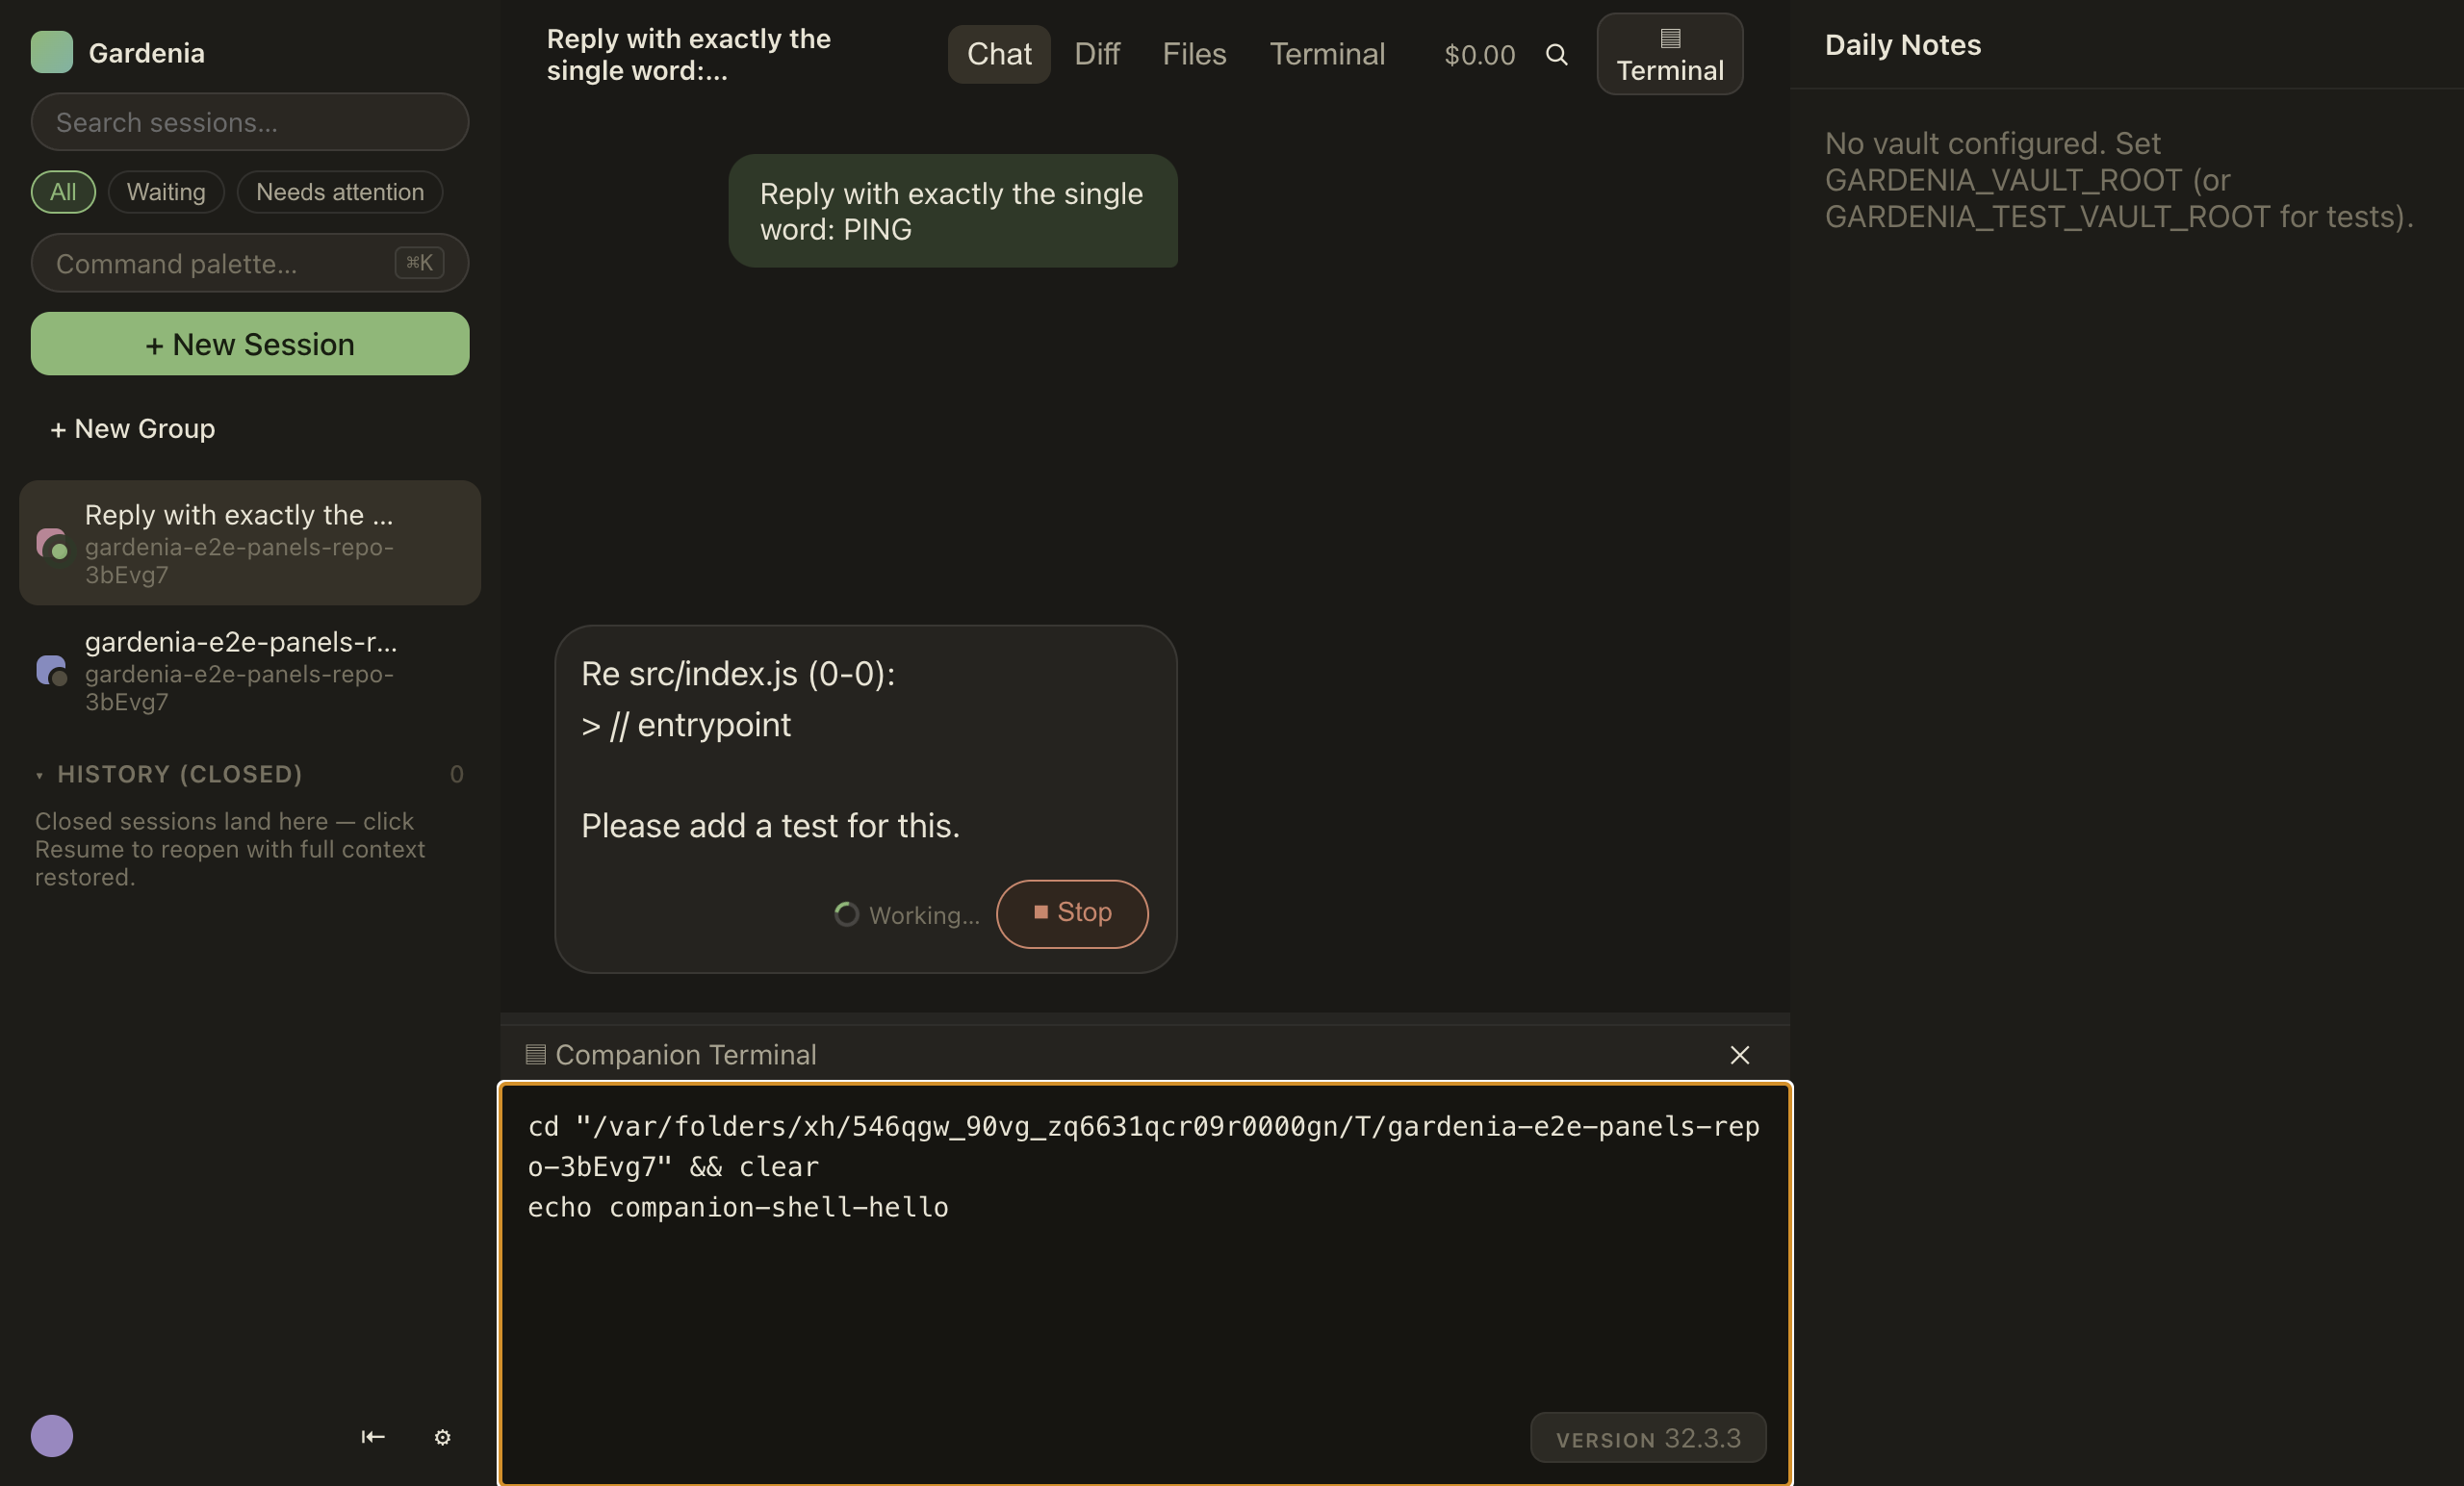 Gardenia
Search sessions...
All
Waiting
Needs attention
Command palette...
⌘K
+ New Session
+ New Group
Reply with exactly the ...
gardenia-e2e-panels-repo-
3bEvg7
gardenia-e2e-panels-r...
gardenia-e2e-panels-repo-
3bEvg7
HISTORY (CLOSED)
0
Closed sessions land here — click
Resume to reopen with full context
restored.
Reply with exactly the
single word:...
Chat
Diff
Files
Terminal
$0.00
Terminal
Reply with exactly the single
word: PING
Re src/index.js (0-0):
> // entrypoint
Please add a test for this.
Working...
Stop
Companion Terminal
cd "/var/folders/xh/546qgw_90vg_zq6631qcr09r0000gn/T/gardenia-e2e-panels-rep
o-3bEvg7" && clear
echo companion-shell-hello
VERSION 32.3.3
Daily Notes
No vault configured. Set
GARDENIA_VAULT_ROOT (or
GARDENIA_TEST_VAULT_ROOT for tests).